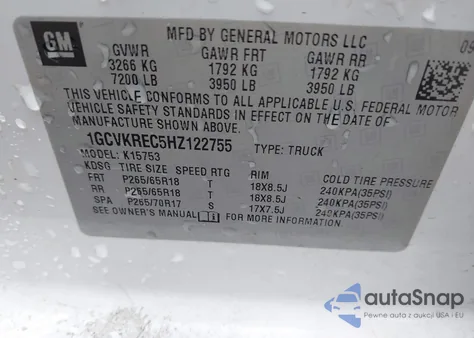 GM
MFD BY GENERAL MOTORS LLC
09
GVWR GAWR FRT GAWR RR
3266 KG 1792 KG 1792 KG
7200 LB 3950 LB 3950 LB
THIS VEHICLE CONFORMS TO ALL APPLICABLE U.S. FEDERAL MOTOR
VEHICLE SAFETY STANDARDS IN EFFECT ON THE DATE OF
MANUFACTURE SHOWN ABOVE.
1GCVKREC5HZ122755 TYPE: TRUCK
MODEL: K15753
KDSG TIRE SIZE SPEED RTG RIM COLD TIRE PRESSURE
FRT P265/65R18 T 18X8.5J 240KPA(35PSI)
RR P265/65R18 T 18X8.5J 240KPA(35PSI)
SPA P265/70R17 S 17X7.5J 240KPA(35PSI)
SEE OWNER'S MANUAL FOR ADDITIONAL INFORMATION.
autoSnap
Pewne auta z aukcji USA i EU